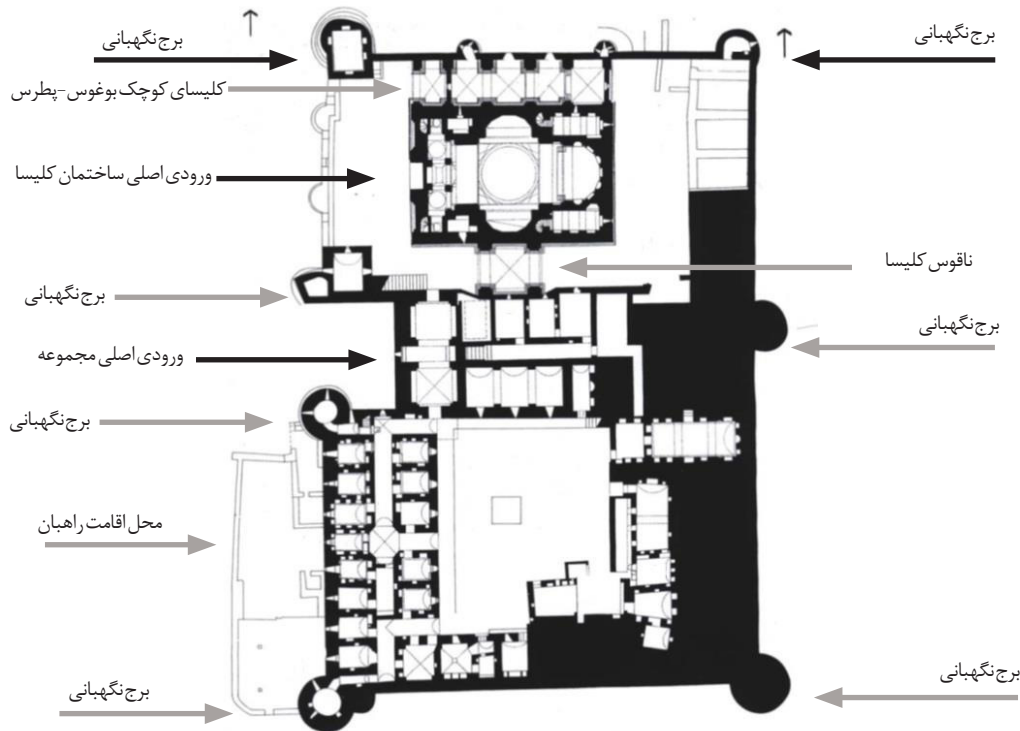 برج نگهبانی
برج نگهبانی
کلیسای کوچک بوغوس-پطرس
ورودی اصلی ساختمان کلیسا
ناقوس کلیسا
برج نگهبانی
برج نگهبانی
ورودی اصلی مجموعه
برج نگهبانی
محل اقامت راهبان
برج نگهبانی
برج نگهبانی